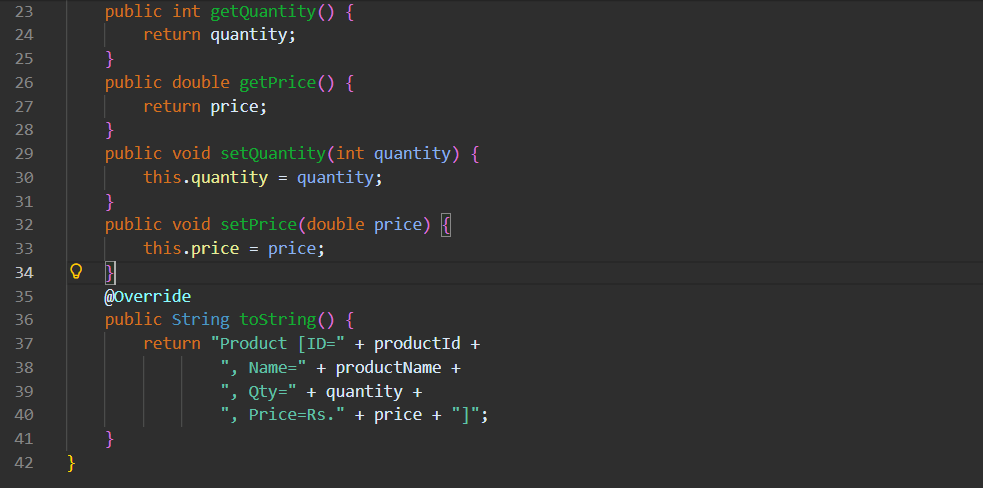 23 public int getQuantity() {
24 return quantity;
25 }
26 public double getPrice() {
27 return price;
28 }
29 public void setQuantity(int quantity) {
30 this.quantity = quantity;
31 }
32 public void setPrice(double price) {
33 this.price = price;
34 }
35 @Override
36 public String toString() {
37 return "Product [ID=" + productId +
38 ", Name=" + productName +
39 ", Qty=" + quantity +
40 ", Price=Rs." + price + "]";
41 }
42 }